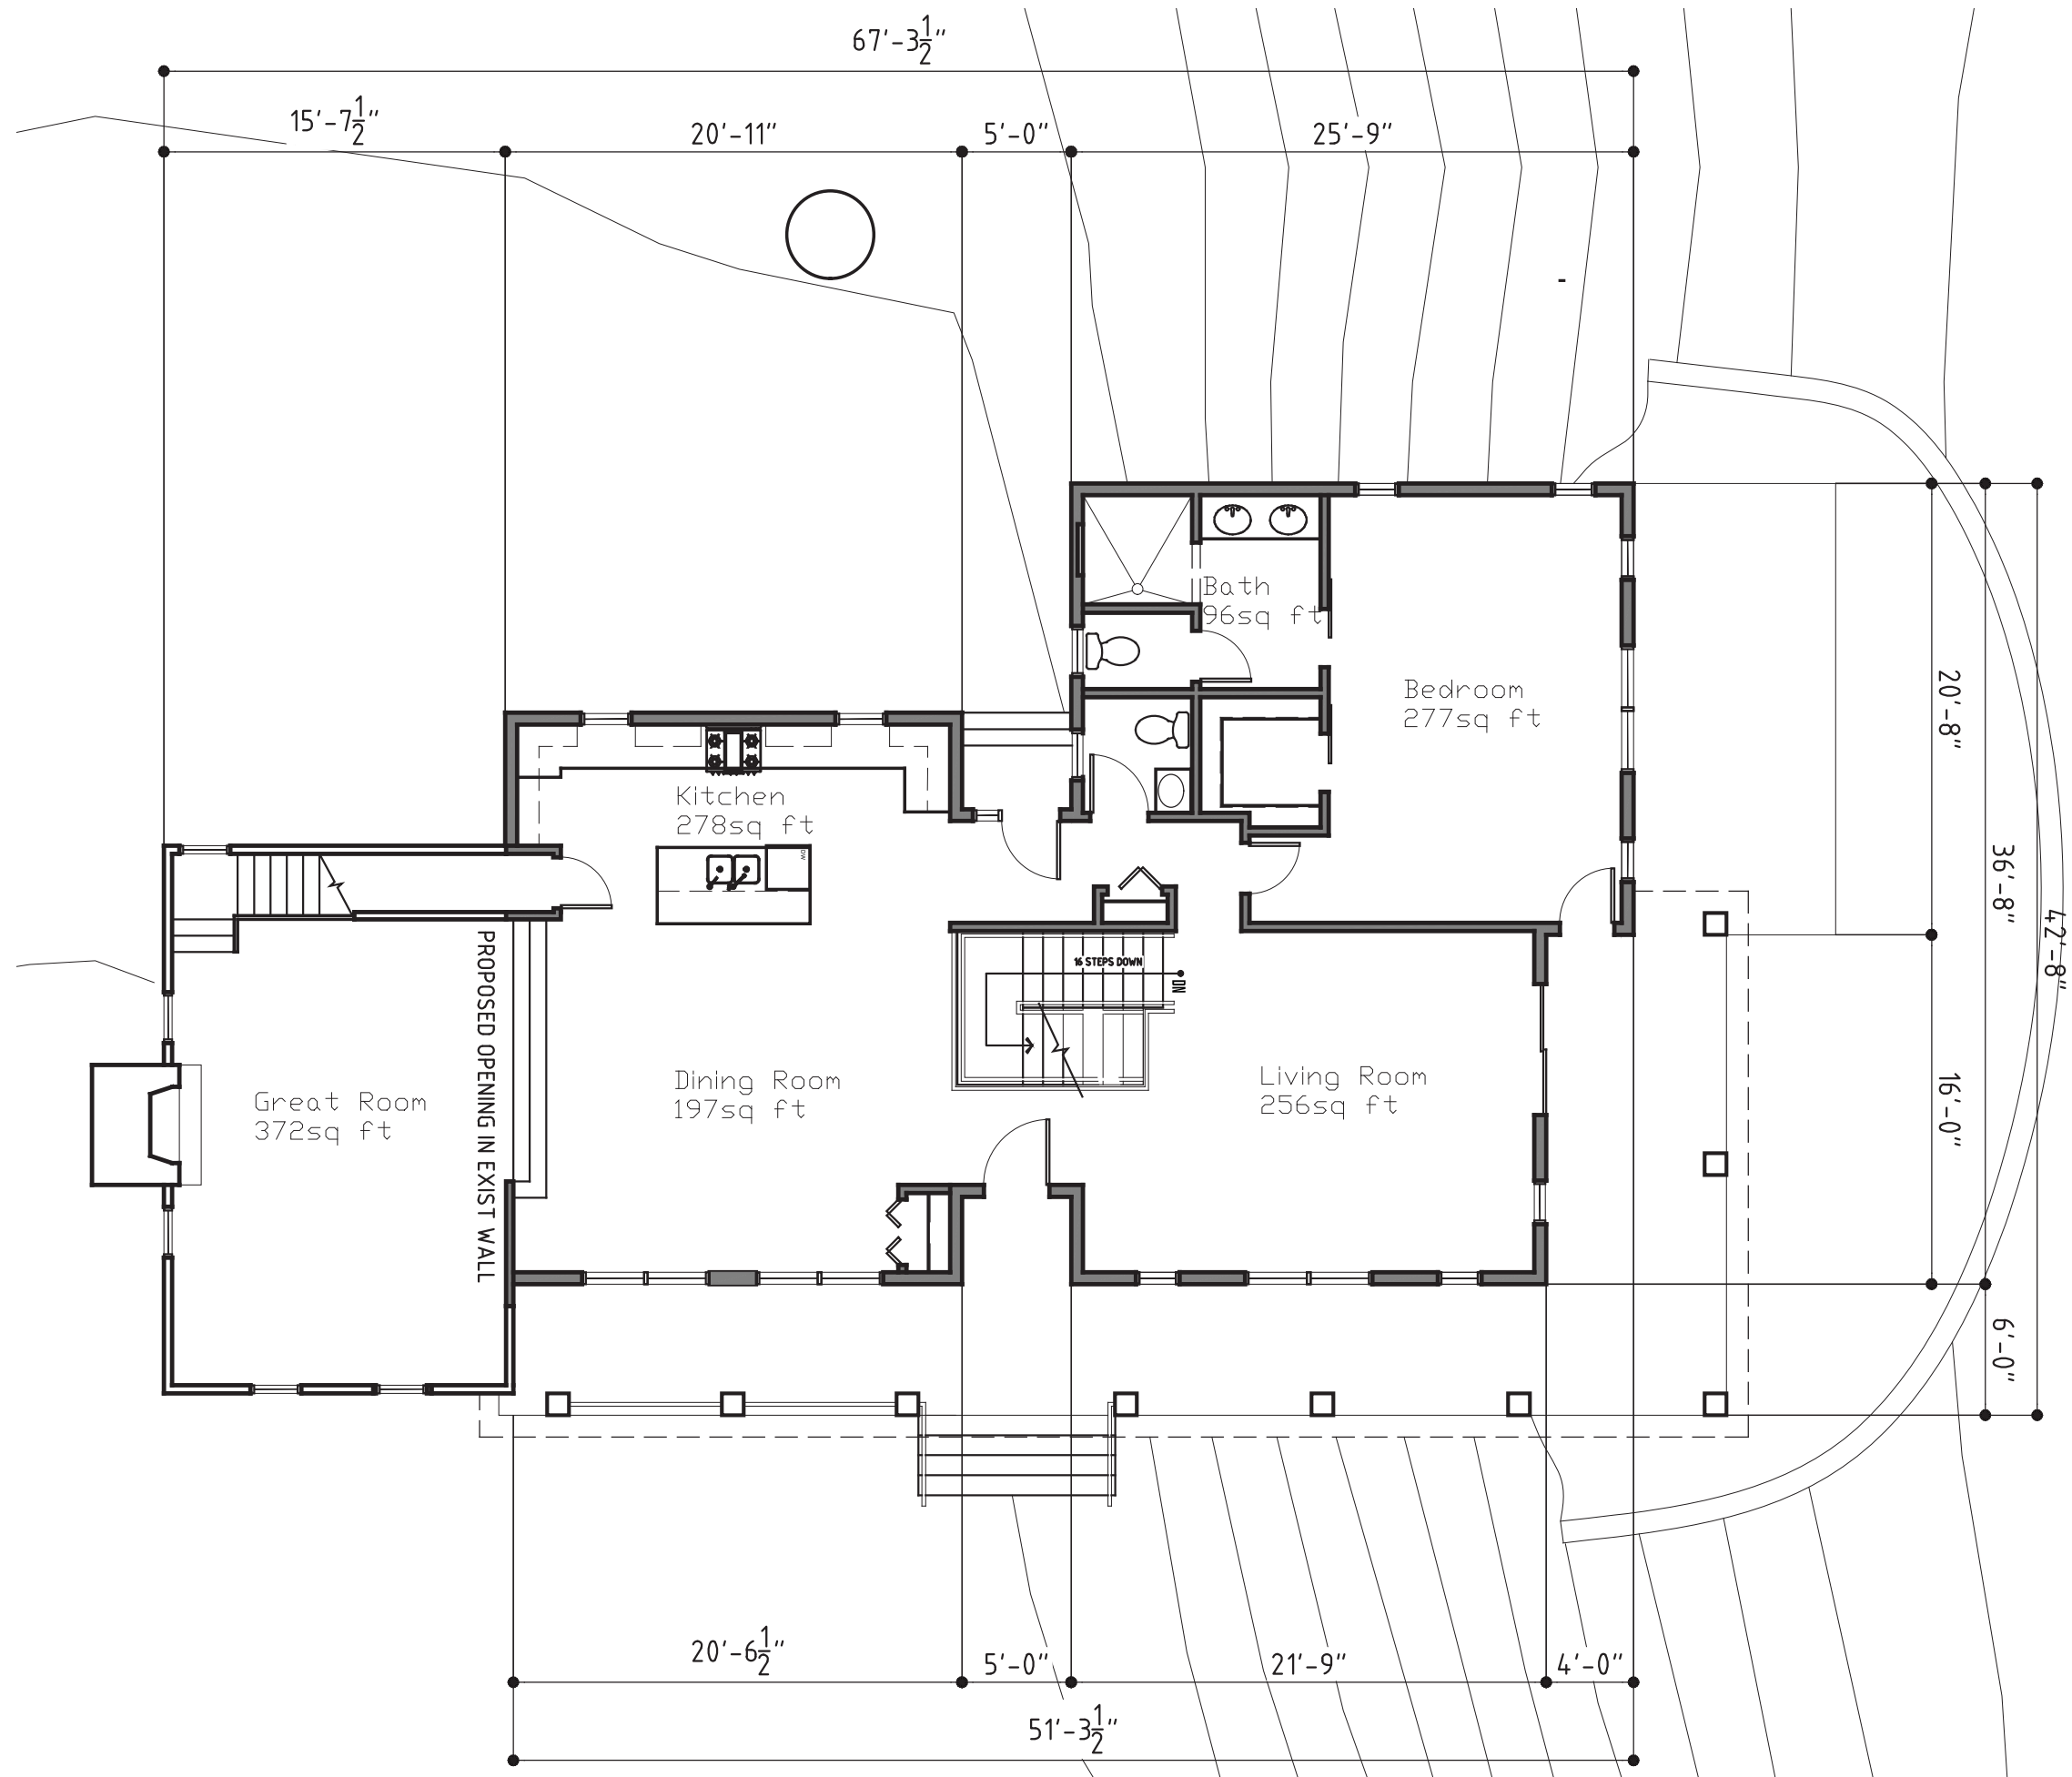 67'-3 1/2"
15'-7 1/2"
20'-11"
5'-0"
25'-9"
Bath
96sq ft
Bedroom
277sq ft
20'-8"
Kitchen
278sq ft
DW
36'-8"
42'-8"
PROPOSED OPENING IN EXIST WALL
16 STEPS DOWN
DN
Great Room
372sq ft
Dining Room
197sq ft
Living Room
256sq ft
16'-0"
6'-0"
20'-6 1/2"
5'-0"
21'-9"
4'-0"
51'-3 1/2"